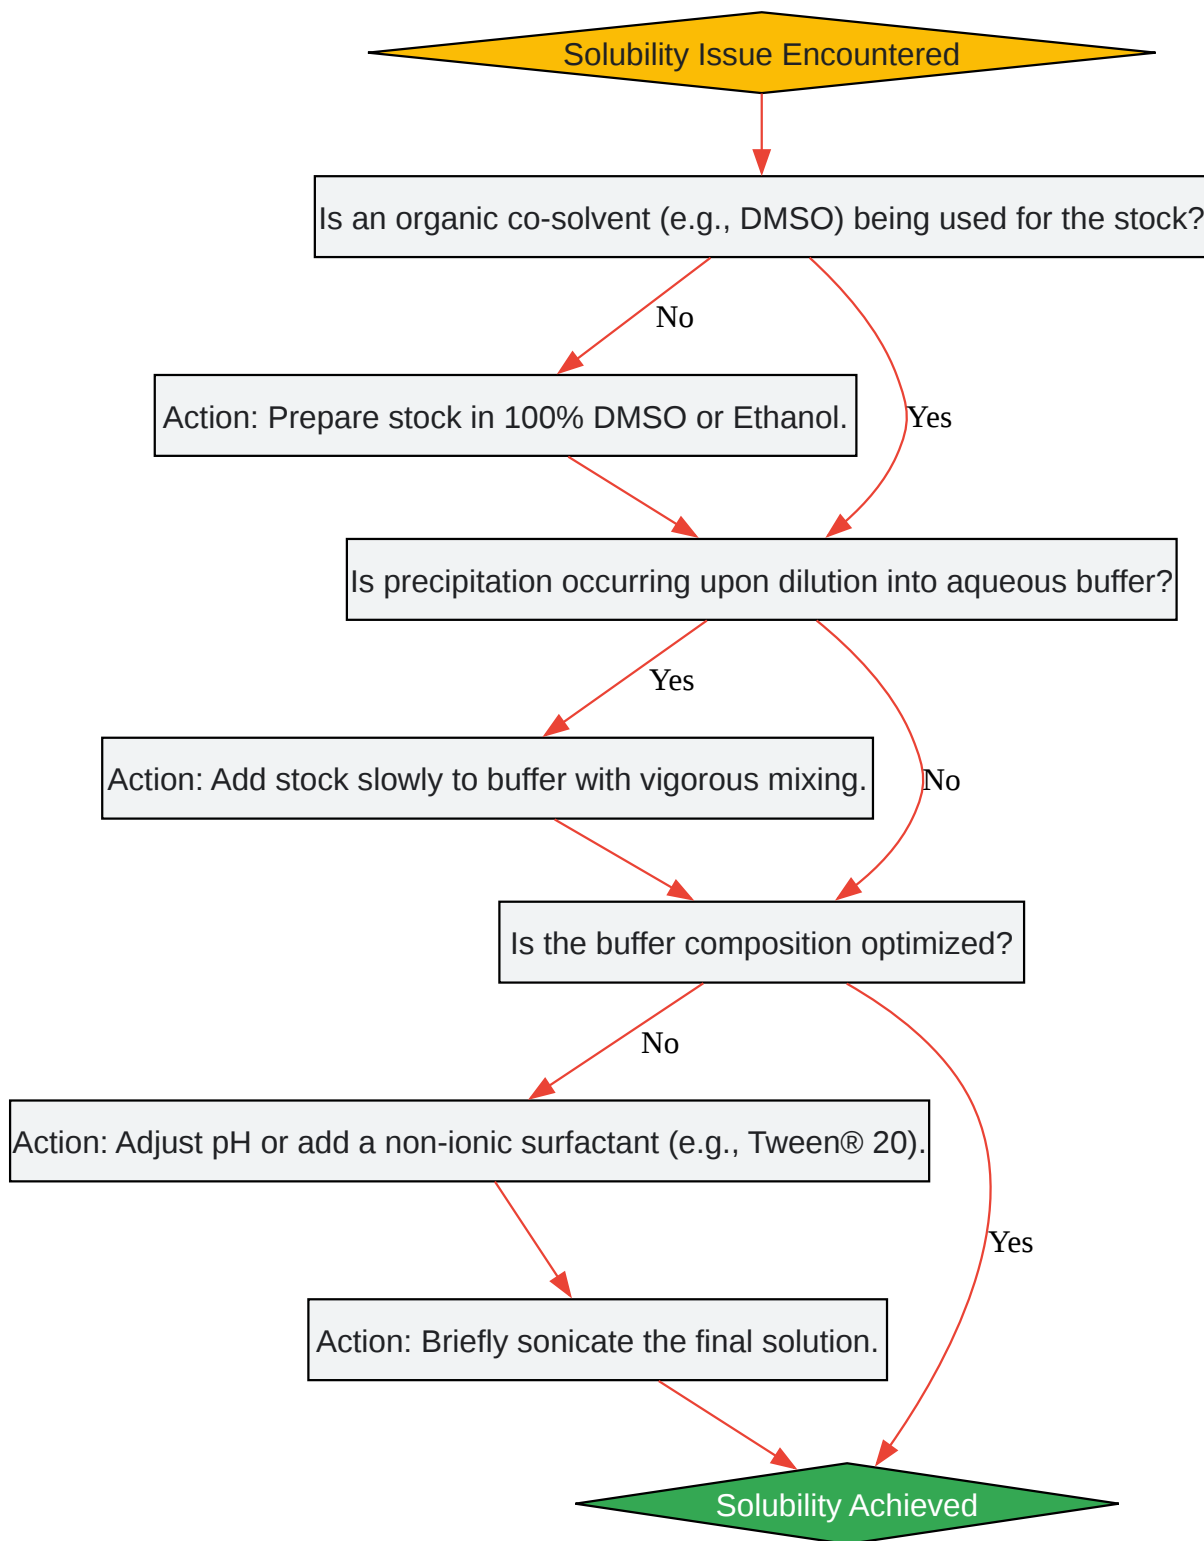 Solubility Issue Encountered
Is an organic co-solvent (e.g., DMSO) being used for the stock?
No
Action: Prepare stock in 100% DMSO or Ethanol.
Yes
Is precipitation occurring upon dilution into aqueous buffer?
Yes
Action: Add stock slowly to buffer with vigorous mixing.
No
Is the buffer composition optimized?
No
Action: Adjust pH or add a non-ionic surfactant (e.g., Tween® 20).
Yes
Action: Briefly sonicate the final solution.
Solubility Achieved